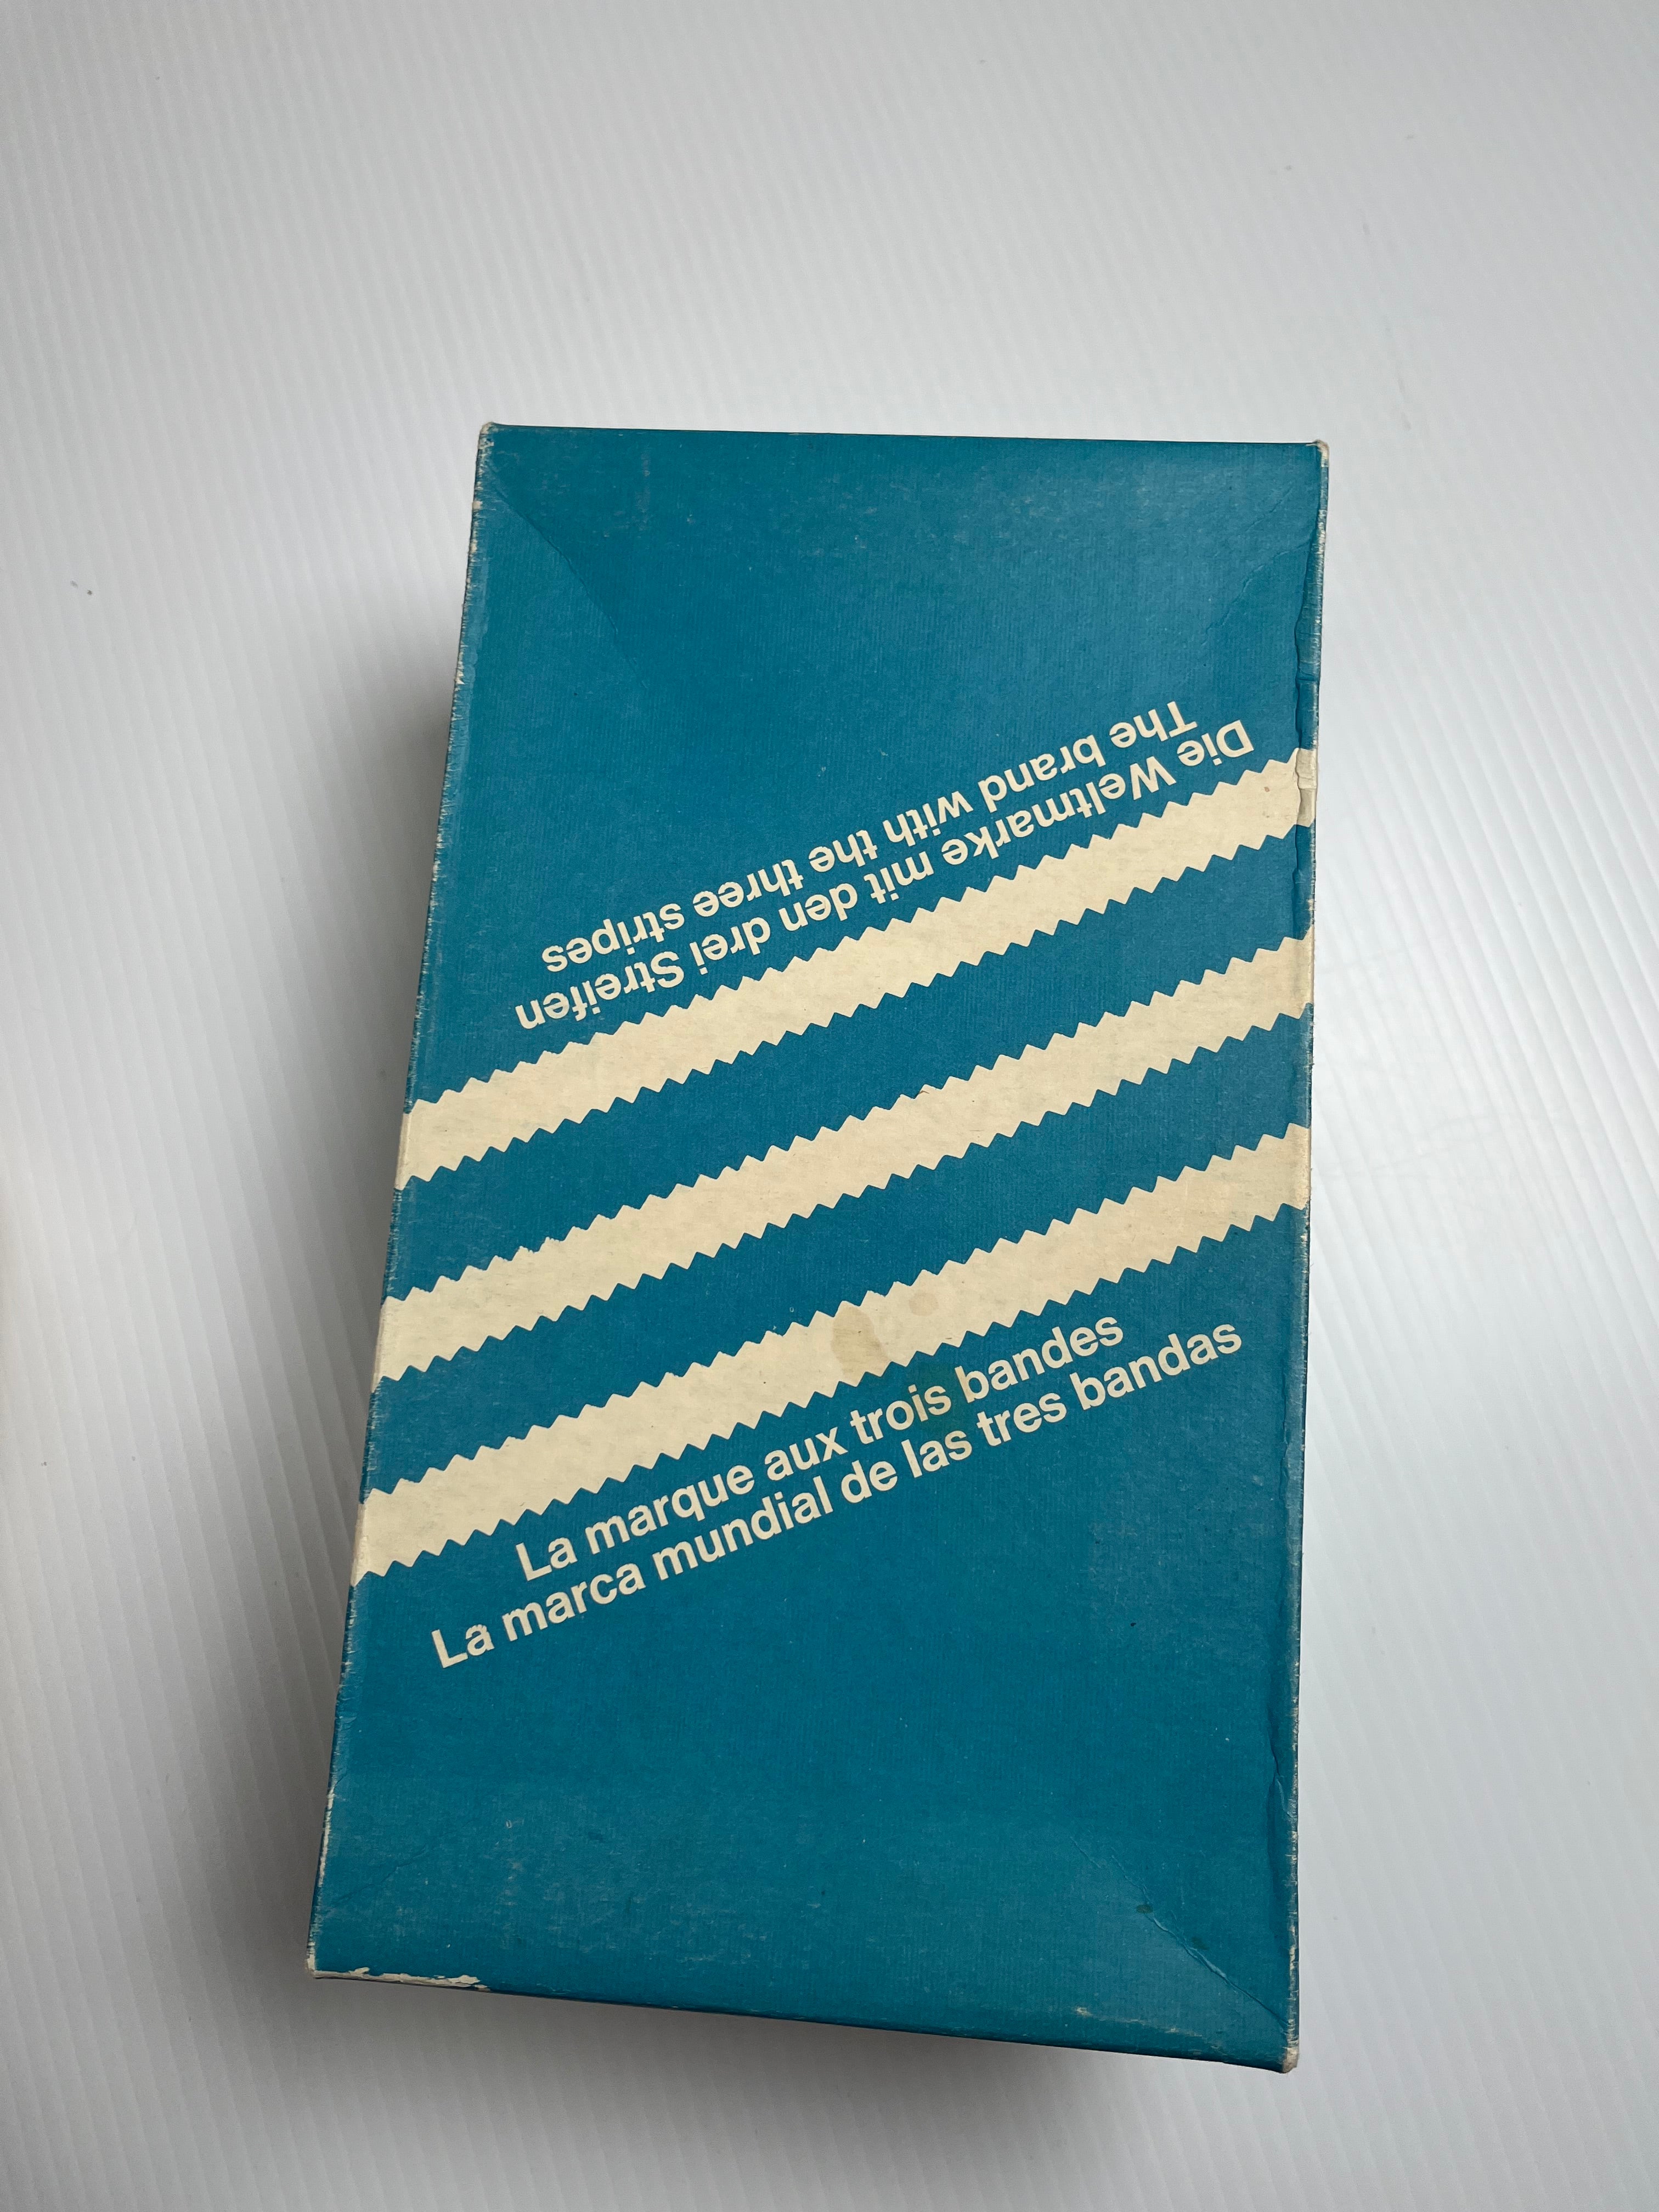 Die Weltmarke mit den drei Streifen
The brand with the three stripes
La marque aux trois bandes
La marca mundial de las tres bandas